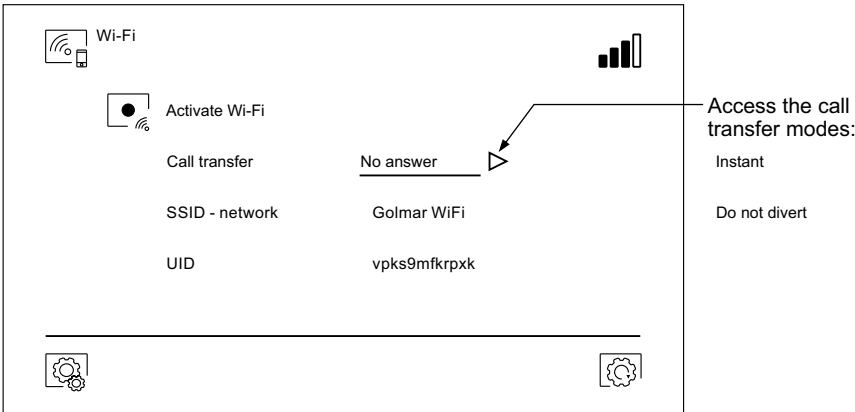 Wi-Fi
Activate Wi-Fi
Access the call
transfer modes:
Call transfer No answer Instant
SSID - network Golmar WiFi Do not divert
UID vpks9mfkrpxk